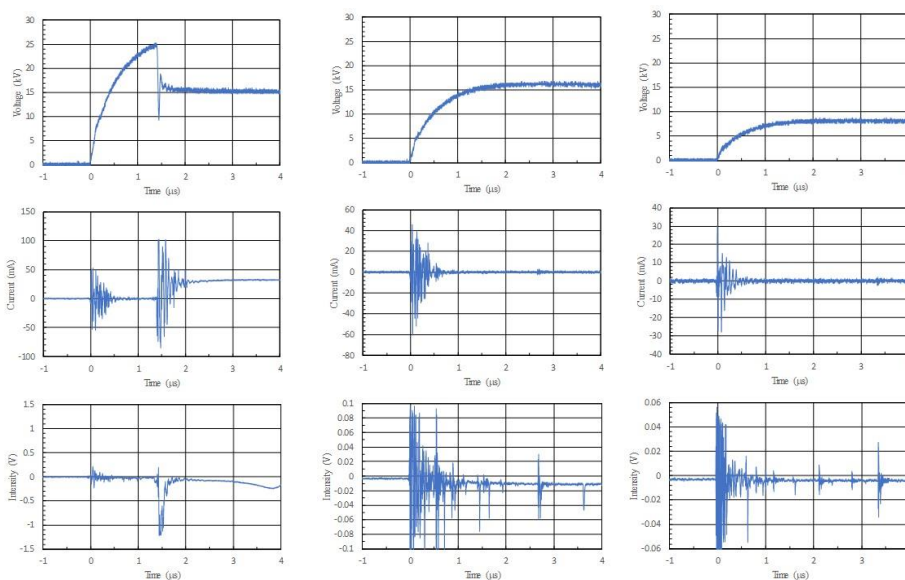 30
25
20
15
10
5
0
Voltage (kV)
-1 0 1 2 3 4
Time (μs)
30
25
20
15
10
5
0
Voltage (kV)
-1 0 1 2 3 4
Time (μs)
30
25
20
15
10
5
0
Voltage (kV)
-1 0 1 2 3 4
Time (μs)
150
100
50
0
-50
-100
Current (mA)
-1 0 1 2 3 4
Time (μs)
60
40
20
0
-20
-40
-60
-80
Current (mA)
-1 0 1 2 3 4
Time (μs)
40
30
20
10
0
-10
-20
-30
-40
Current (mA)
-1 0 1 2 3 4
Time (μs)
1.5
1
0.5
0
-0.5
-1
-1.5
Intensity (V)
-1 0 1 2 3 4
Time (μs)
0.1
0.08
0
-0.04
-0.06
-0.08
-0.1
Intensity (V)
-1 0 1 2 3 4
Time (μs)
0.06
0.04
0.02
0
-0.02
-0.04
-0.06
Intensity (V)
-1 0 1 2 3 4
Time (μs)